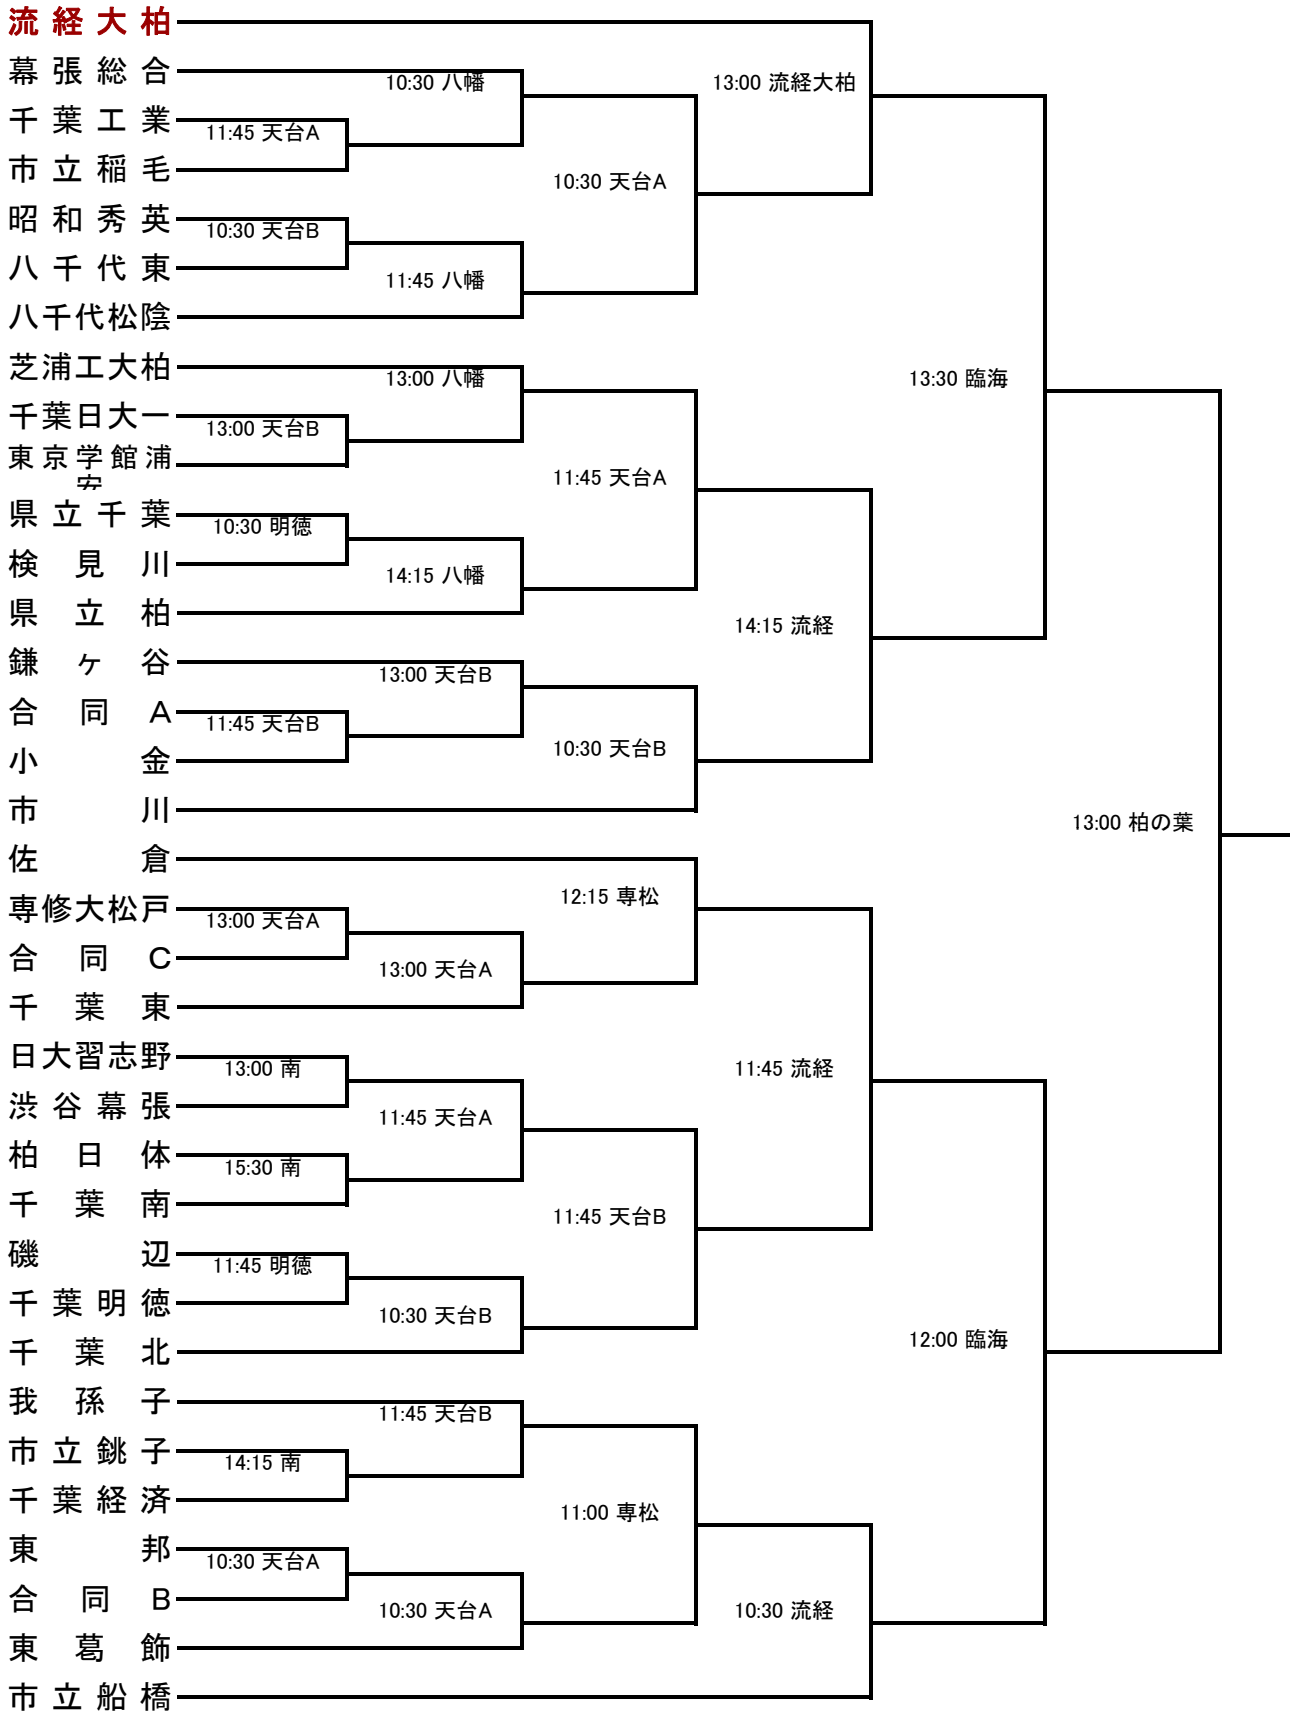 流経大柏
幕張総合
10:30 八幡
13:00 流経大柏
千葉工業
11:45 天台A
市立稲毛
10:30 天台A
昭和秀英
10:30 天台B
八千代東
11:45 八幡
八千代松陰
芝浦工大柏
13:00 八幡
13:30 臨海
千葉日大一
13:00 天台B
東京学館浦
安
11:45 天台A
県立千葉
10:30 明徳
検見川
14:15 八幡
県立柏
14:15 流経
鎌ヶ谷
13:00 天台B
合同A
11:45 天台B
小金
10:30 天台B
市川
13:00 柏の葉
佐倉
12:15 専松
専修大松戸
13:00 天台A
合同C
13:00 天台A
千葉東
日大習志野
13:00 南
11:45 流経
渋谷幕張
11:45 天台A
柏日体
15:30 南
千葉南
11:45 天台B
磯辺
11:45 明徳
千葉明徳
10:30 天台B
12:00 臨海
千葉北
我孫子
11:45 天台B
市立銚子
14:15 南
千葉経済
11:00 専松
東邦
10:30 天台A
合同B
10:30 天台A
10:30 流経
東葛飾
市立船橋